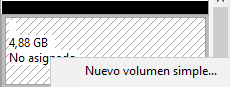 4,88 GB
No asignado
Nuevo volumen simple...